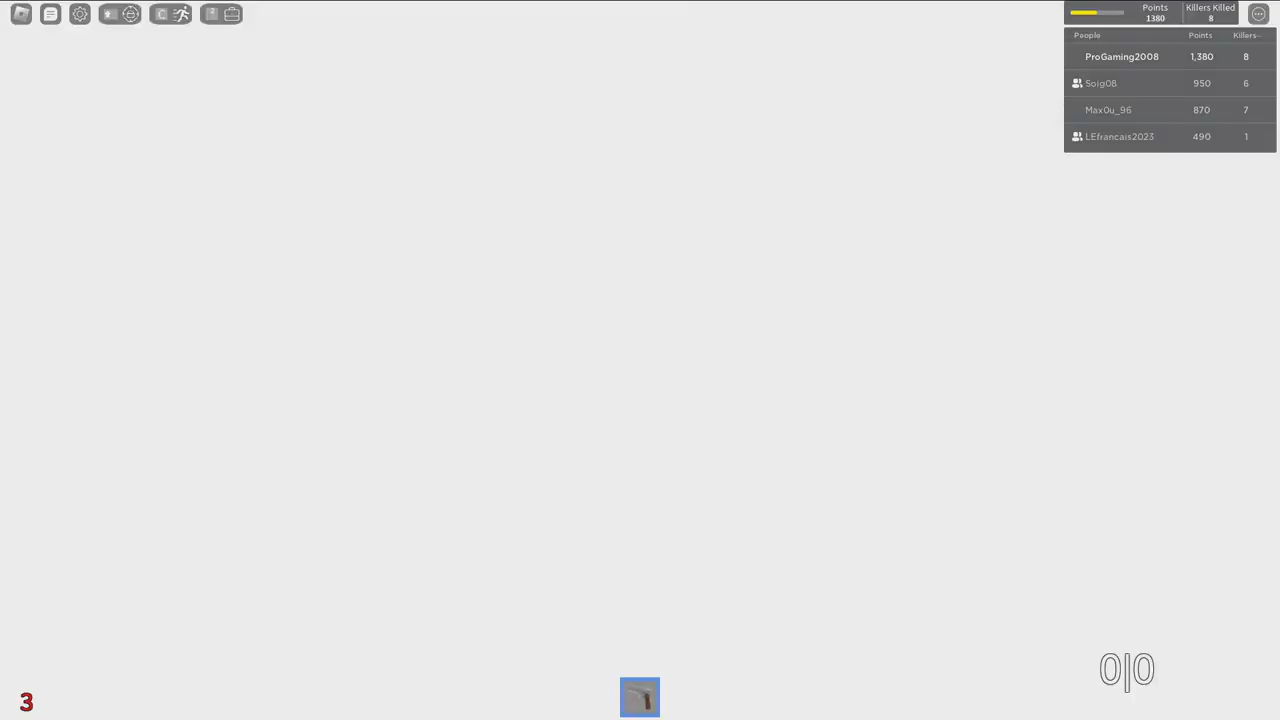 C
2
Points
1380
Killers Killed
8
People Points Killers
ProGaming2008 1,380 8
Soig08 950 6
Max0u_96 870 7
LEfrancais2023 490 1
0|0
3